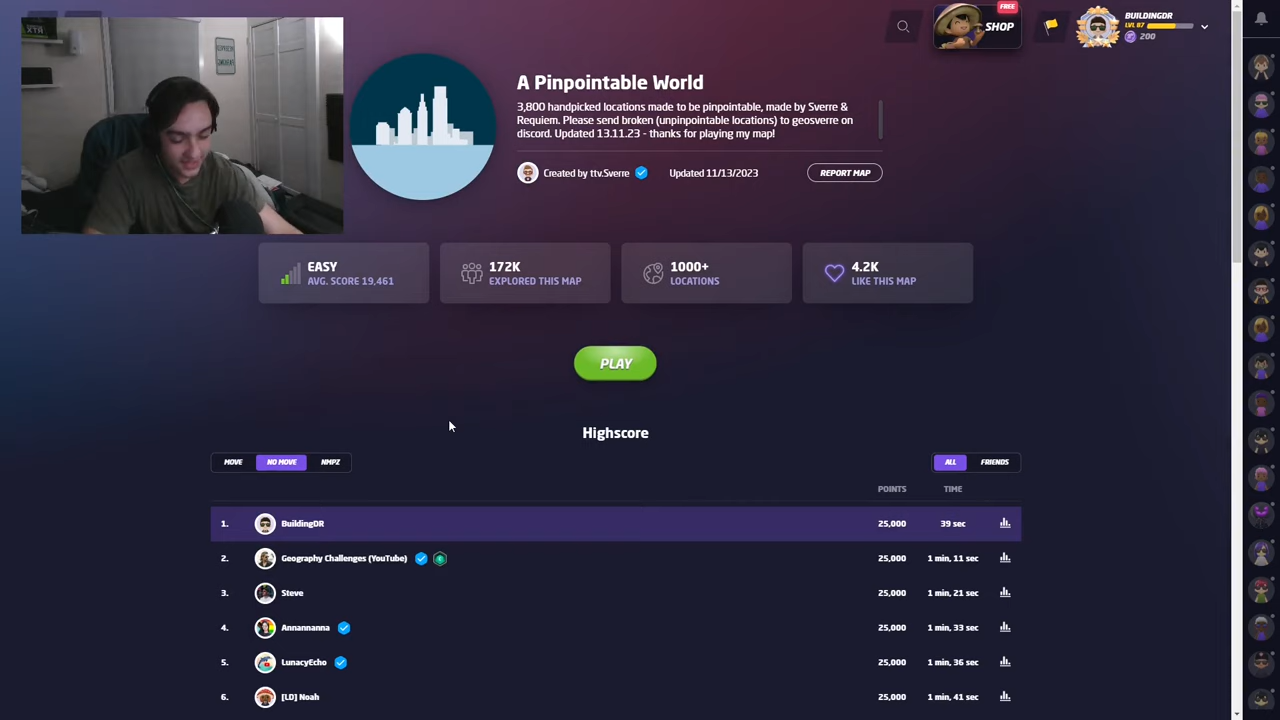 FREE
SHOP
BUILDINGDR
LVL 87
200
A Pinpointable World
3,800 handpicked locations made to be pinpointable, made by Sverre &
Requiem. Please send broken (unpinpointable locations) to geosverre on
discord. Updated 13.11.23 - thanks for playing my map!
Created by ttv.Sverre
Updated 11/13/2023
REPORT MAP
EASY
AVG. SCORE 19,461
172K
EXPLORED THIS MAP
1000+
LOCATIONS
4.2K
LIKE THIS MAP
PLAY
Highscore
MOVE NO MOVE NMPZ
ALL FRIENDS
POINTS TIME
1. BuildingDR 25,000 39 sec
2. Geography Challenges (YouTube) 25,000 1 min, 11 sec
3. Steve 25,000 1 min, 21 sec
4. Annannanna 25,000 1 min, 33 sec
5. LunacyEcho 25,000 1 min, 36 sec
6. [LD] Noah 25,000 1 min, 41 sec